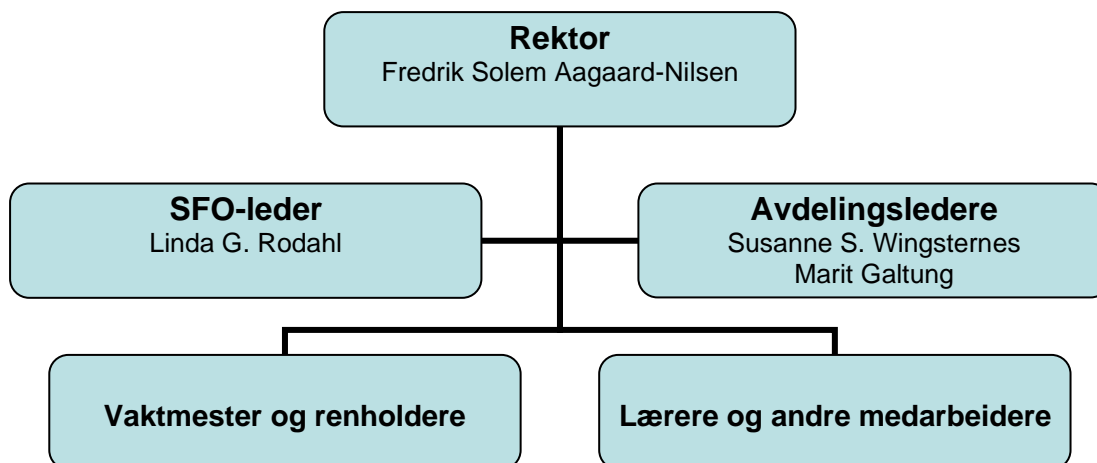 Rektor
Fredrik Solem Aagaard-Nilsen
SFO-leder
Linda G. Rodahl
Avdelingsledere
Susanne S. Wingsternes
Marit Galtung
Vaktmester og renholdere
Lærere og andre medarbeidere